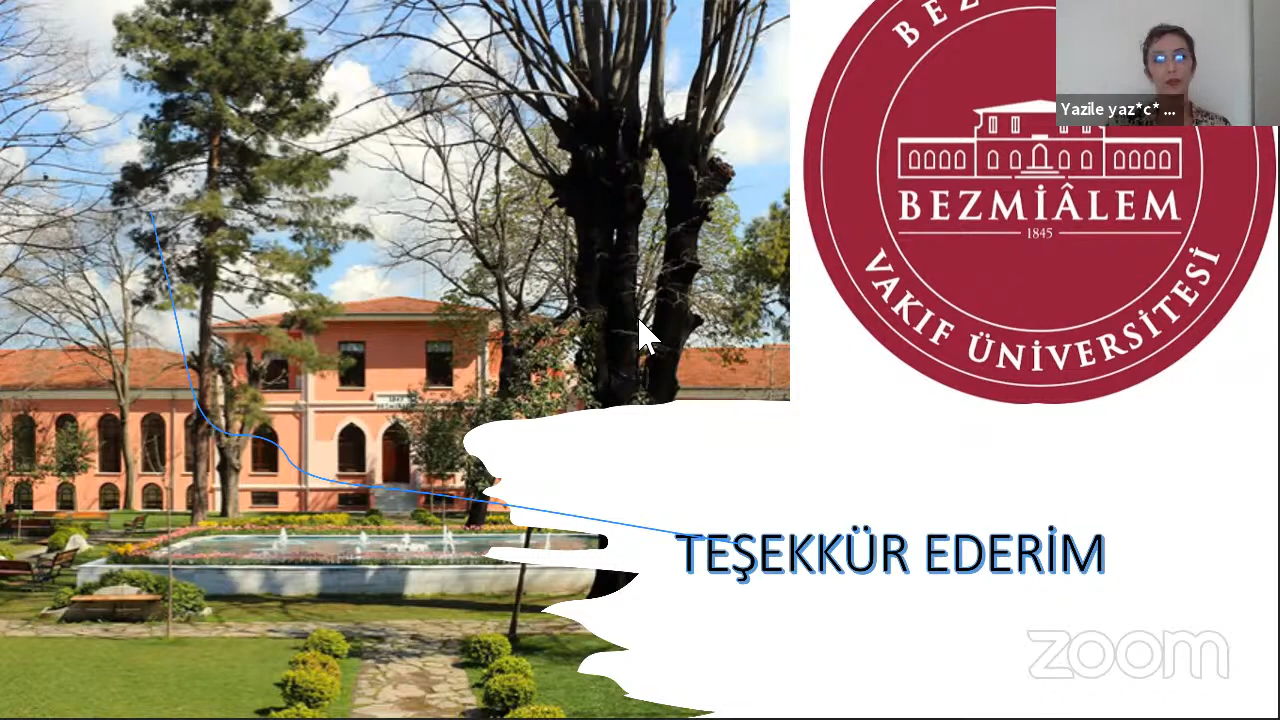 BEZMİÂLEM
1845
VAKIF ÜNİVERSİTESİ
Yazile yaz*c* ...
TEŞEKKÜR EDERİM
zoom